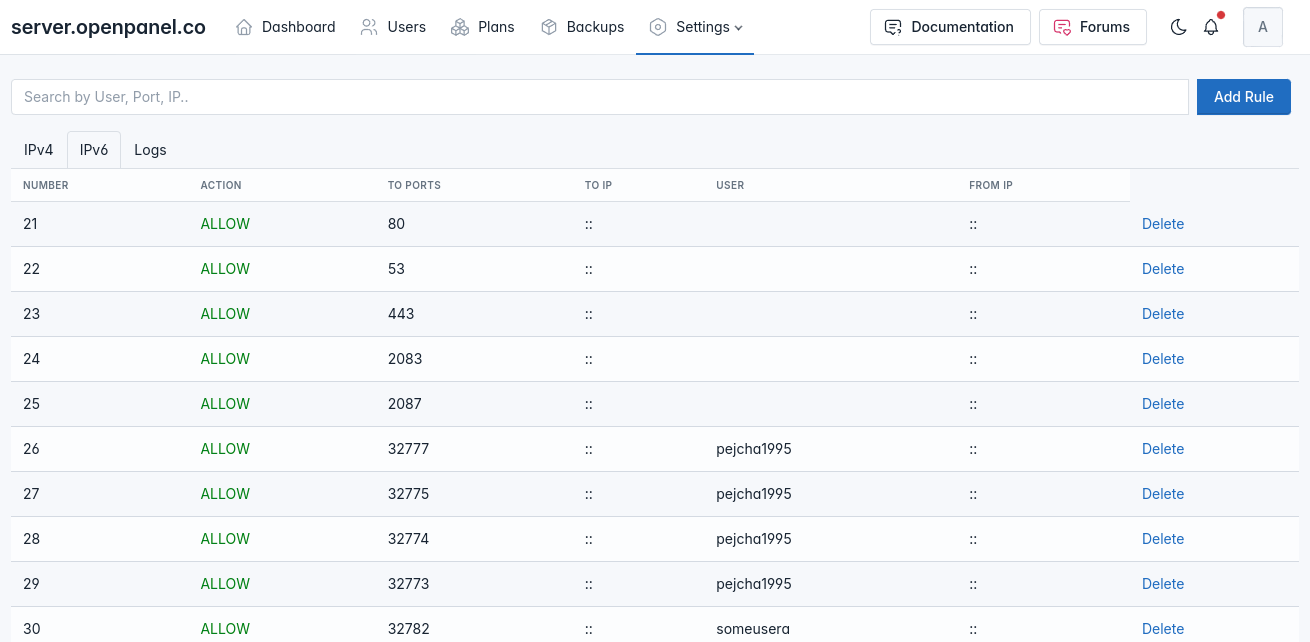 server.openpanel.co Dashboard Users Plans Backups Settings Documentation Forums A
Search by User, Port, IP.. Add Rule
IPv4 IPv6 Logs
NUMBER ACTION TO PORTS TO IP USER FROM IP
21 ALLOW 80 :: :: Delete
22 ALLOW 53 :: :: Delete
23 ALLOW 443 :: :: Delete
24 ALLOW 2083 :: :: Delete
25 ALLOW 2087 :: :: Delete
26 ALLOW 32777 :: pejcha1995 :: Delete
27 ALLOW 32775 :: pejcha1995 :: Delete
28 ALLOW 32774 :: pejcha1995 :: Delete
29 ALLOW 32773 :: pejcha1995 :: Delete
30 ALLOW 32782 :: someusera :: Delete